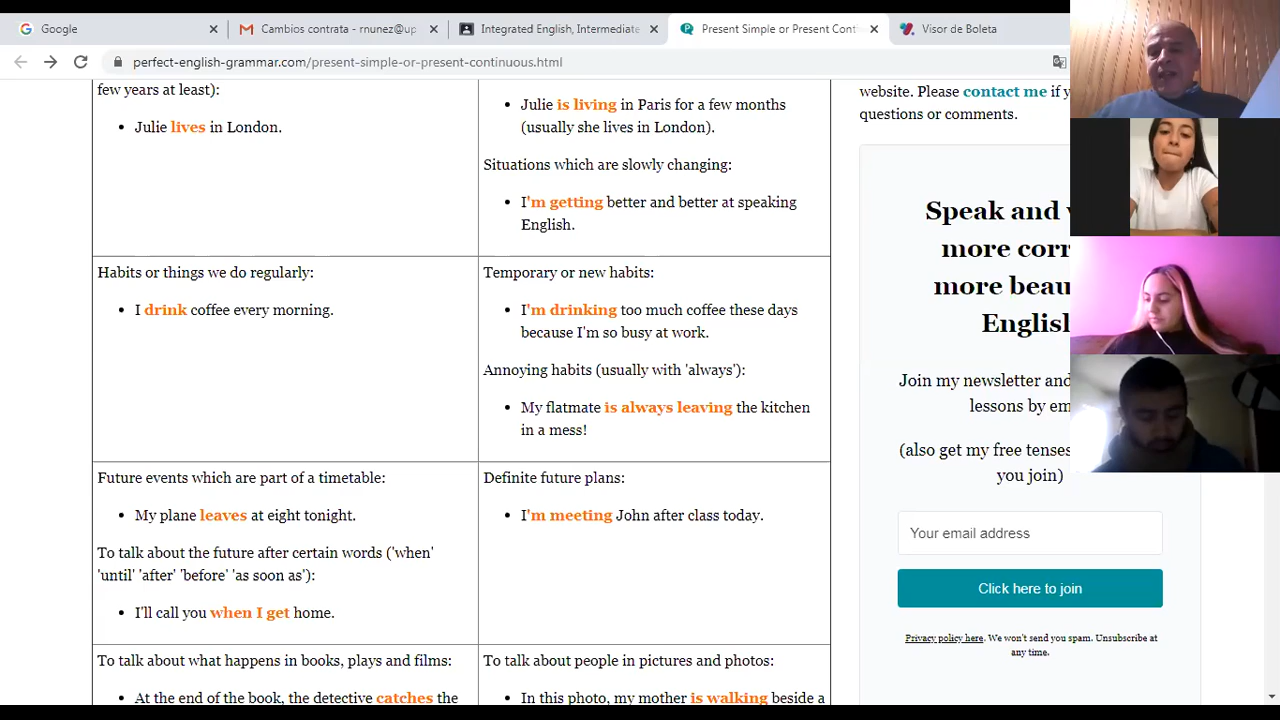 Google
Cambios contrata - rnunez@up
Integrated English, Intermediate
Present Simple or Present Conti
Visor de Boleta
perfect-english-grammar.com/present-simple-or-present-continuous.html
few years at least):
• Julie lives in London.
• Julie is living in Paris for a few months
(usually she lives in London).
Situations which are slowly changing:
• I'm getting better and better at speaking
English.
Habits or things we do regularly:
• I drink coffee every morning.
Temporary or new habits:
• I'm drinking too much coffee these days
because I'm so busy at work.
Annoying habits (usually with 'always'):
• My flatmate is always leaving the kitchen
in a mess!
Future events which are part of a timetable:
• My plane leaves at eight tonight.
To talk about the future after certain words ('when'
'until' 'after' 'before' 'as soon as'):
• I'll call you when I get home.
Definite future plans:
• I'm meeting John after class today.
To talk about what happens in books, plays and films:
• At the end of the book, the detective catches the
To talk about people in pictures and photos:
• In this photo, my mother is walking beside a
website. Please contact me if y
questions or comments.
Speak and
more corr
more beau
English
Join my newsletter and
lessons by em
(also get my free tenses
you join)
Your email address
Click here to join
Privacy policy here. We won't send you spam. Unsubscribe at
any time.